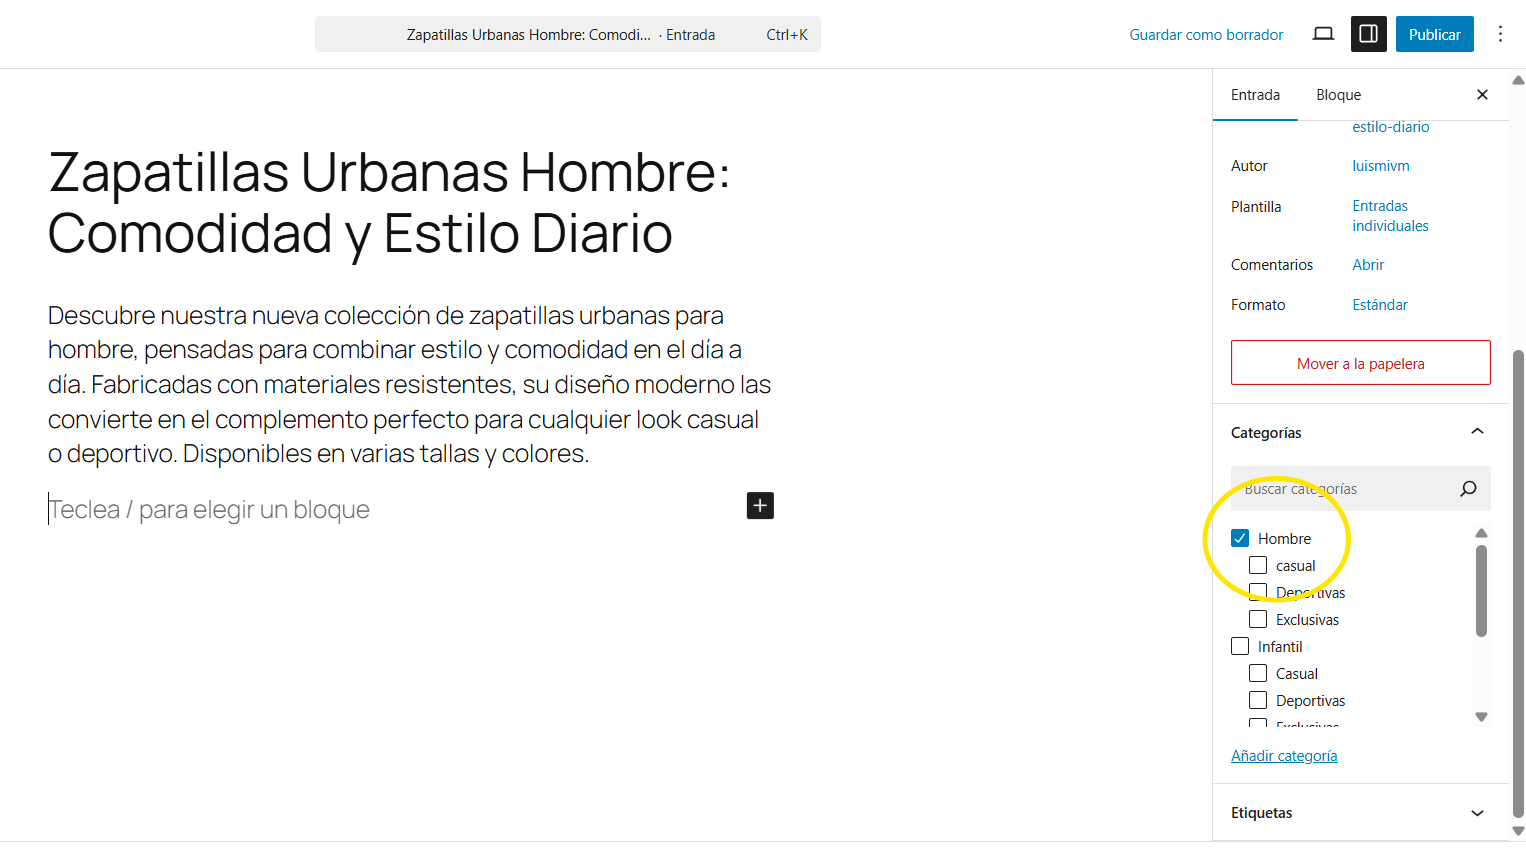 Zapatillas Urbanas Hombre: Comodi... · Entrada Ctrl+K
Guardar como borrador
Publicar
Entrada Bloque
estilo-diario
Autor luismivm
Plantilla Entradas
individuales
Comentarios Abrir
Formato Estándar
Mover a la papelera
Categorías
Buscar categorías
Hombre
casual
Deportivas
Exclusivas
Infantil
Casual
Deportivas
Exclusivas
Añadir categoría
Etiquetas
Zapatillas Urbanas Hombre:
Comodidad y Estilo Diario
Descubre nuestra nueva colección de zapatillas urbanas para
hombre, pensadas para combinar estilo y comodidad en el día a
día. Fabricadas con materiales resistentes, su diseño moderno las
convierte en el complemento perfecto para cualquier look casual
o deportivo. Disponibles en varias tallas y colores.
Teclea / para elegir un bloque